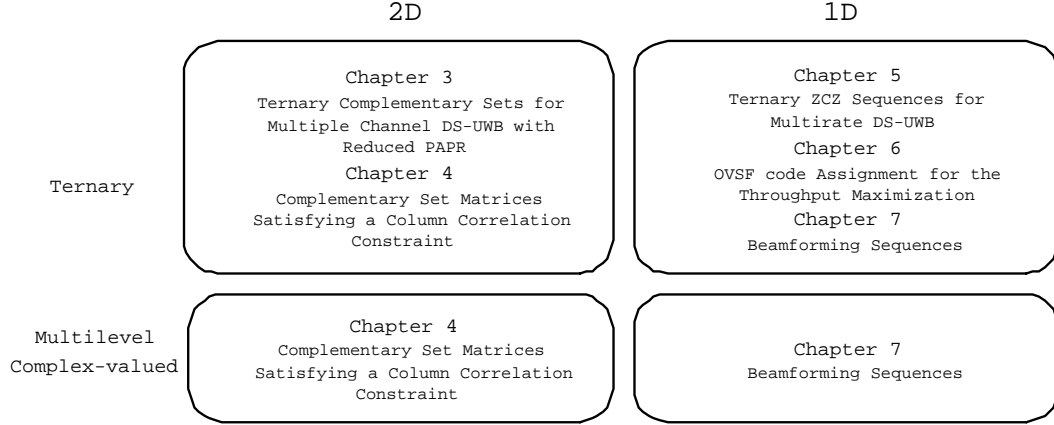 2D
1D
Ternary
Chapter 3
Ternary Complementary Sets for
Multiple Channel DS-UWB with
Reduced PAPR
Chapter 4
Complementary Set Matrices
Satisfying a Column Correlation
Constraint
Chapter 5
Ternary ZCZ Sequences for
Multirate DS-UWB
Chapter 6
OVSF code Assignment for the
Throughput Maximization
Chapter 7
Beamforming Sequences
Multilevel
Complex-valued
Chapter 4
Complementary Set Matrices
Satisfying a Column Correlation
Constraint
Chapter 7
Beamforming Sequences